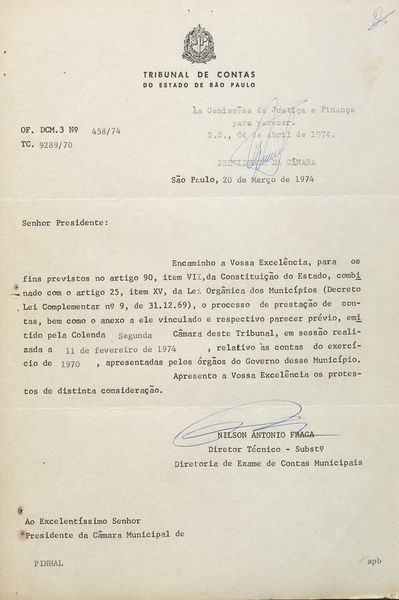 TRIBUNAL DE CONTAS
DO ESTADO DE SÃO PAULO
Às Comissões de Justiça e Finança
para parecer.
OF. DCM.3 Nº 458/74
S.S., 04 de abril de 1974.
TC. 9289/70
PRESIDENTE DA CÂMARA
São Paulo, 20 de Março de 1974
Senhor Presidente:
Encaminho a Vossa Excelência, para os
fins previstos no artigo 90, item VII, da Constituição do Estado, combi
nado com o artigo 25, item XV, da Lei Orgânica dos Municípios (Decreto
Lei Complementar nº 9, de 31.12.69), o processo de prestação de con-
tas, bem como o anexo a ele vinculado e respectivo parecer prévio, emi
tido pela Colenda Segunda Câmara deste Tribunal, em sessão reali-
zada a 11 de fevereiro de 1974 , relativo às contas do exercí-
cio de 1970 , apresentadas pelos órgãos do Governo desse Município.
Apresento a Vossa Excelência os protes-
tos de distinta consideração.
NILSON ANTONIO FRAGA
Diretor Técnico - Substº
Diretoria de Exame de Contas Municipais
Ao Excelentíssimo Senhor
Presidente da Câmara Municipal de
PINHAL
apb